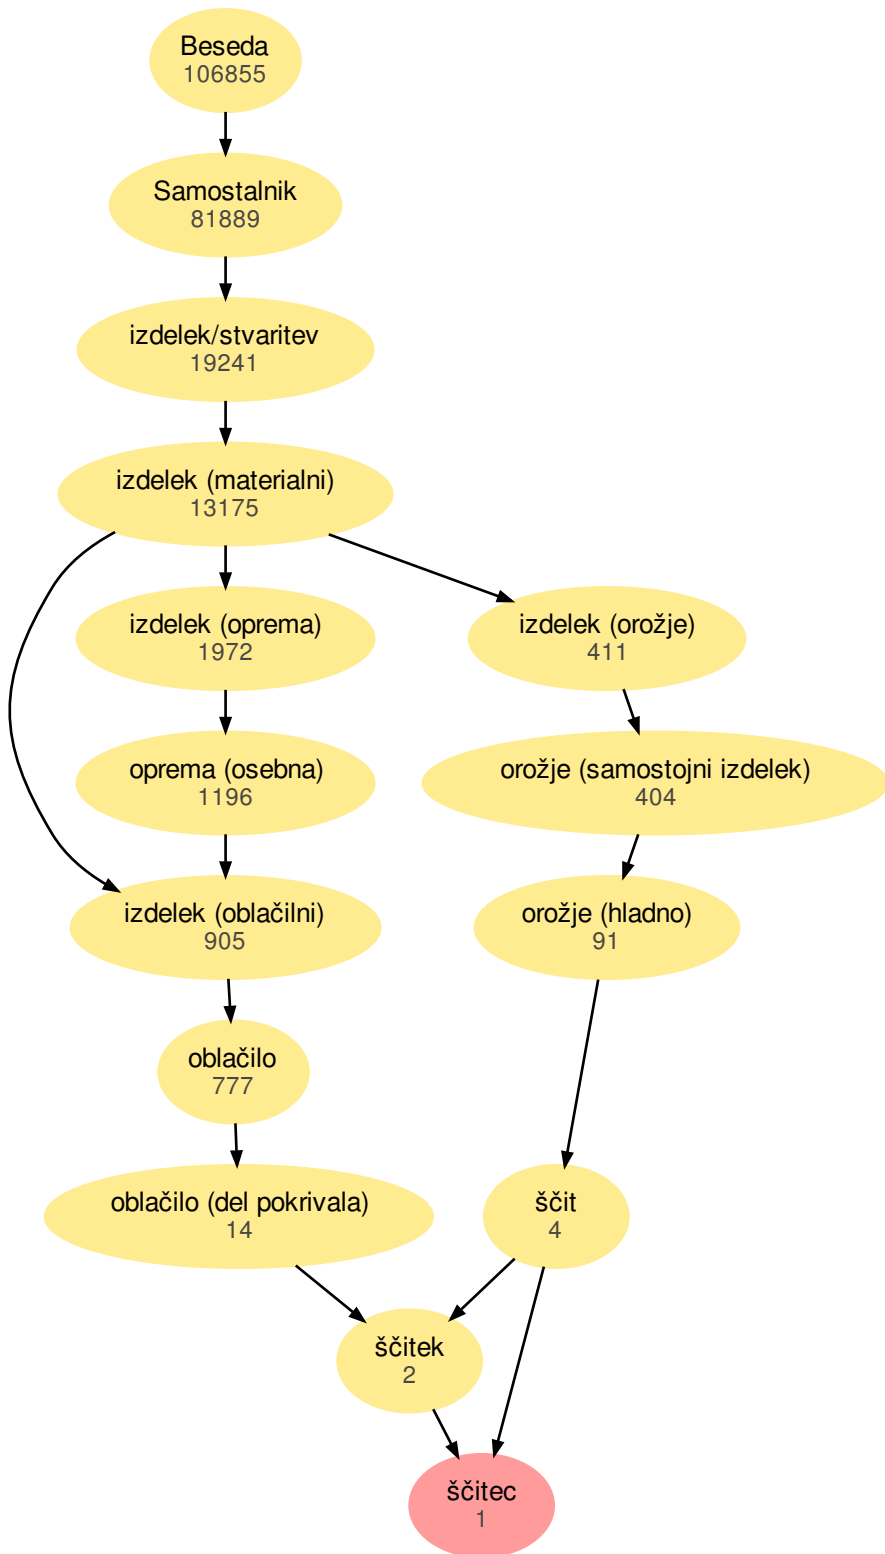 Beseda
106855
Samostalnik
81889
izdelek/stvaritev
19241
izdelek (materialni)
13175
izdelek (oprema)
1972
izdelek (orožje)
411
oprema (osebna)
1196
orožje (samostojni izdelek)
404
izdelek (oblačilni)
905
orožje (hladno)
91
oblačilo
777
oblačilo (del pokrivala)
14
ščit
4
ščitek
2
ščitec
1